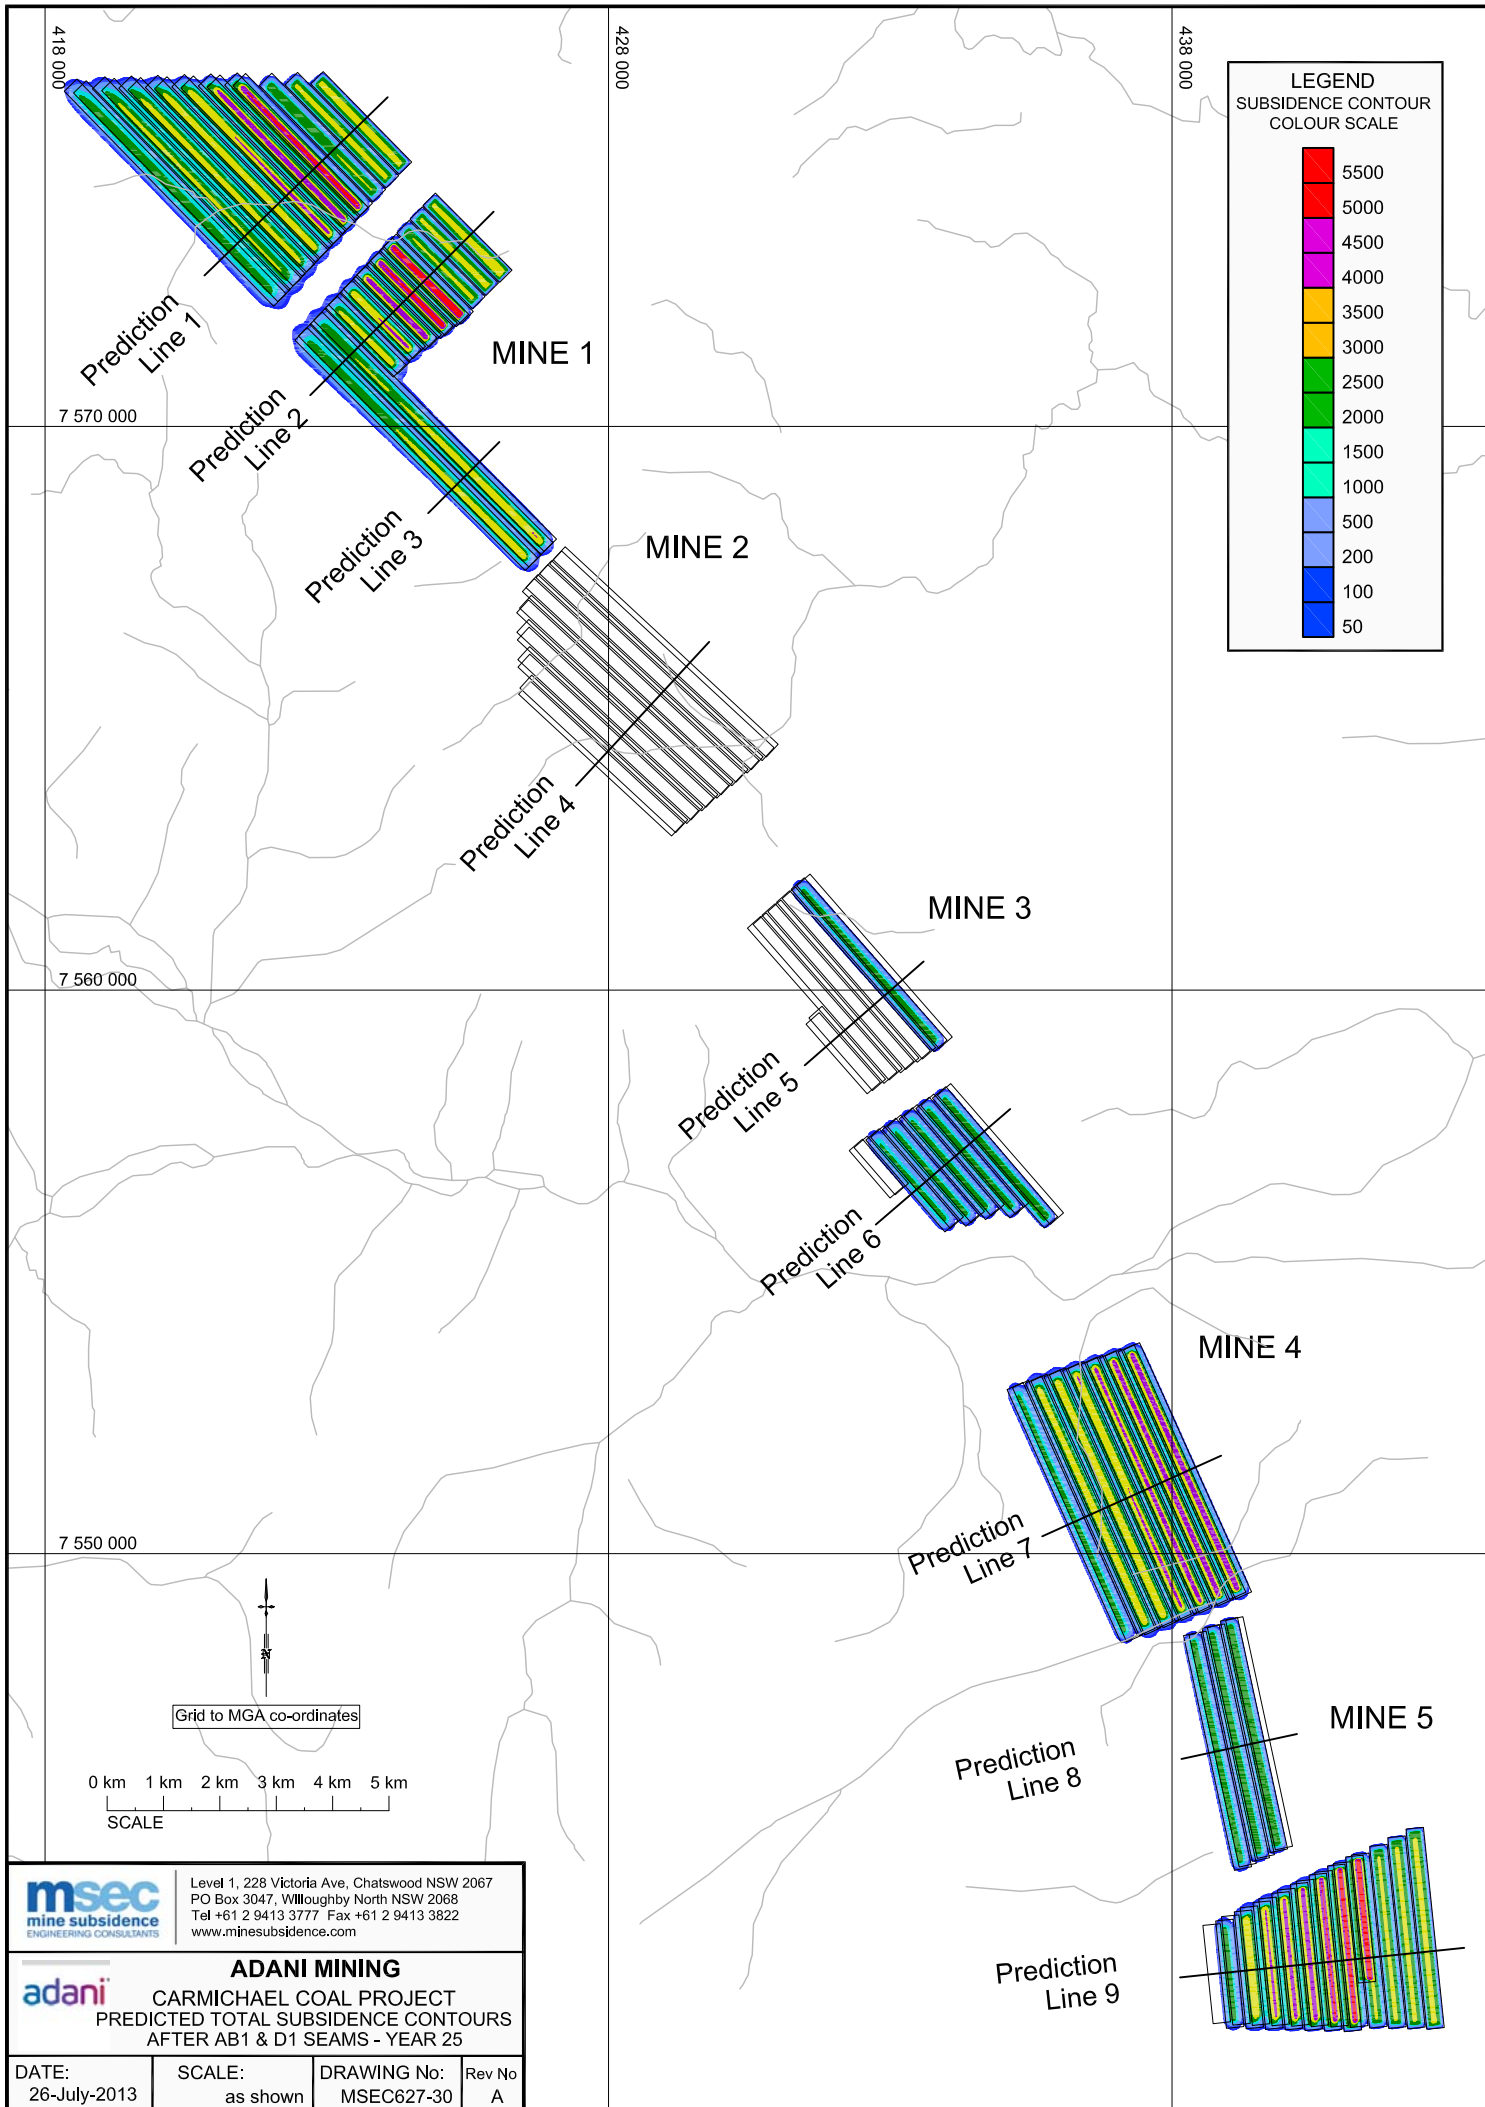 418 000
428 000
438 000
LEGEND
SUBSIDENCE CONTOUR
COLOUR SCALE
5500
5000
4500
4000
3500
3000
2500
2000
1500
1000
500
200
100
50
Prediction
Line 1
MINE 1
7 570 000
Prediction
Line 2
Prediction
Line 3
MINE 2
Prediction
Line 4
MINE 3
7 560 000
Prediction
Line 5
Prediction
Line 6
MINE 4
Prediction
Line 7
7 550 000
N
Grid to MGA co-ordinates
MINE 5
Prediction
Line 8
0 km 1 km 2 km 3 km 4 km 5 km
SCALE
Prediction
Line 9
msec
mine subsidence
ENGINEERING CONSULTANTS
Level 1, 228 Victoria Ave, Chatswood NSW 2067
PO Box 3047, Willoughby North NSW 2068
Tel +61 2 9413 3777 Fax +61 2 9413 3822
www.minesubsidence.com
adani
ADANI MINING
CARMICHAEL COAL PROJECT
PREDICTED TOTAL SUBSIDENCE CONTOURS
AFTER AB1 & D1 SEAMS - YEAR 25
DATE:
26-July-2013
SCALE:
as shown
DRAWING No:
MSEC627-30
Rev No
A